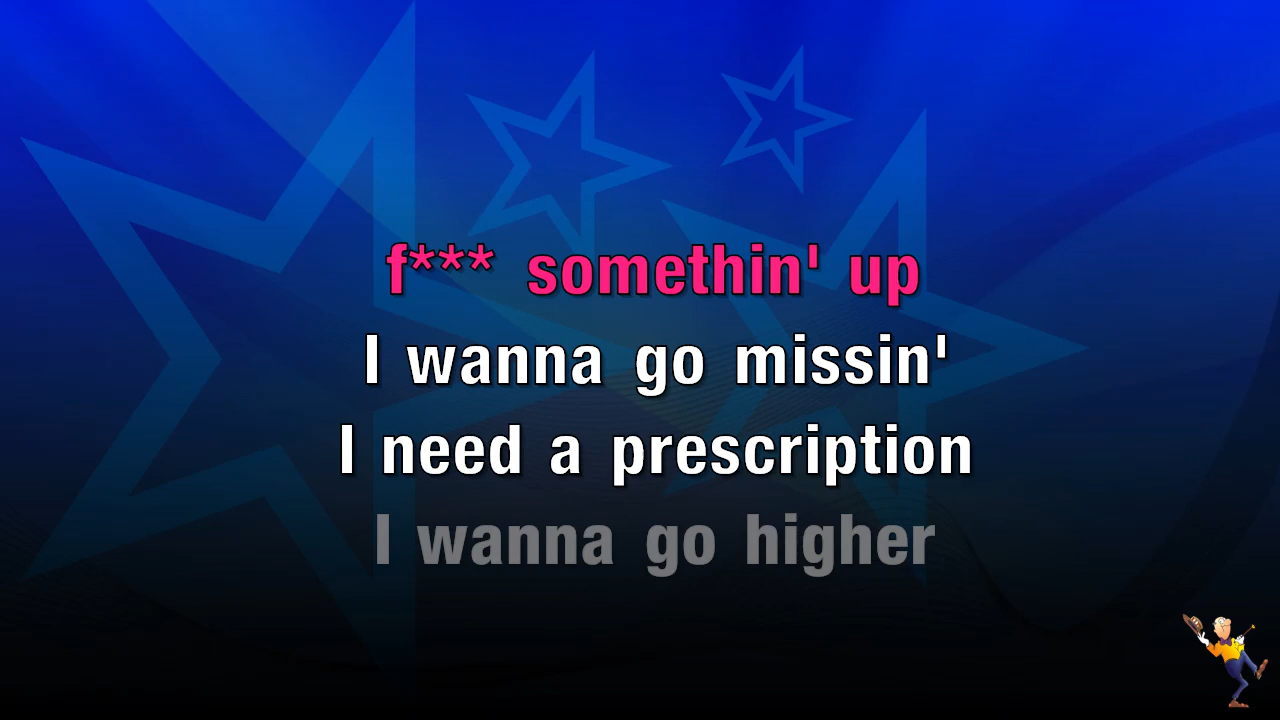 f*** somethin' up
I wanna go missin'
I need a prescription
I wanna go higher